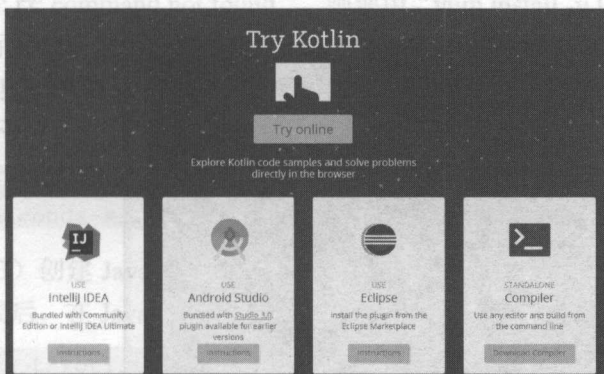 Try Kotlin
Try online
Explore Kotlin code samples and solve problems
directly in the browser
IJ
USE
IntelliJ IDEA
Bundled with Community
Edition or IntelliJ IDEA Ultimate
Instructions
USE
Android Studio
Bundled with Studio 3.0,
plugin available for earlier
versions
Instructions
USE
Eclipse
Install the plugin from the
Eclipse Marketplace
Instructions
STANDALONE
Compiler
Use any editor and build from
the command line
Download Compiler